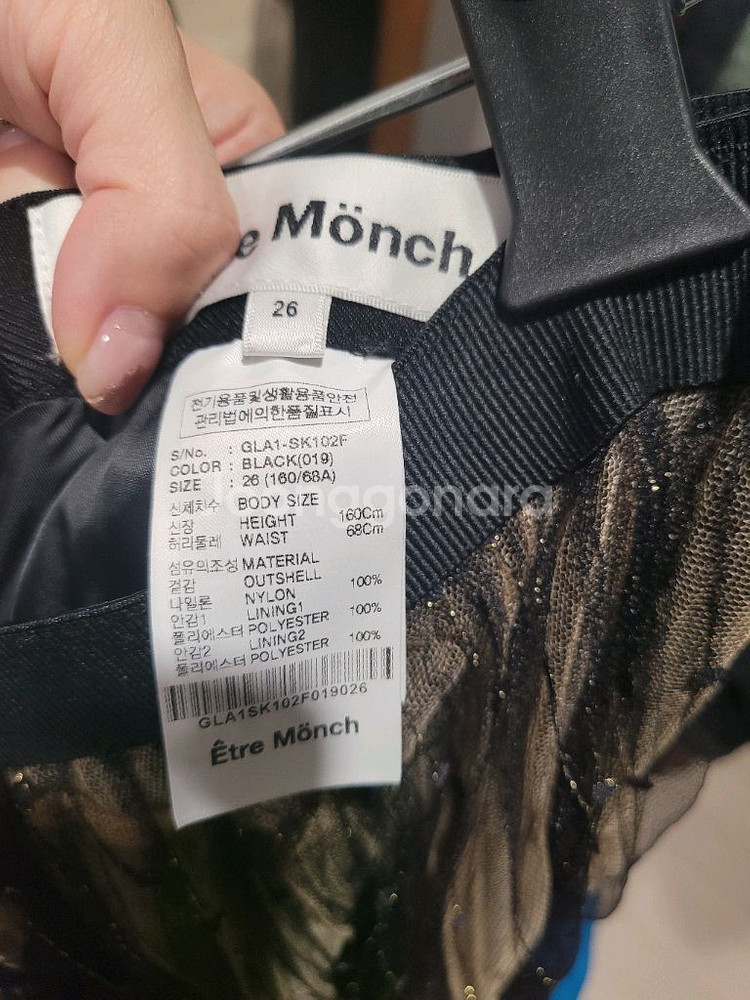 e Mönch
26
전기용품및생활용품안전
관리법에의한품질표시
S/No. : GLA1-SK102F
COLOR : BLACK(019)
SIZE : 26 (160/68A)
신체치수 BODY SIZE
신장 HEIGHT 160Cm
허리둘레 WAIST 68Cm
섬유의조성 MATERIAL
겉감 OUTSHELL
나일론 NYLON 100%
안감1 LINING1
폴리에스터 POLYESTER 100%
안감2 LINING2
폴리에스터 POLYESTER 100%
GLA1SK102F019026
Être Mönch